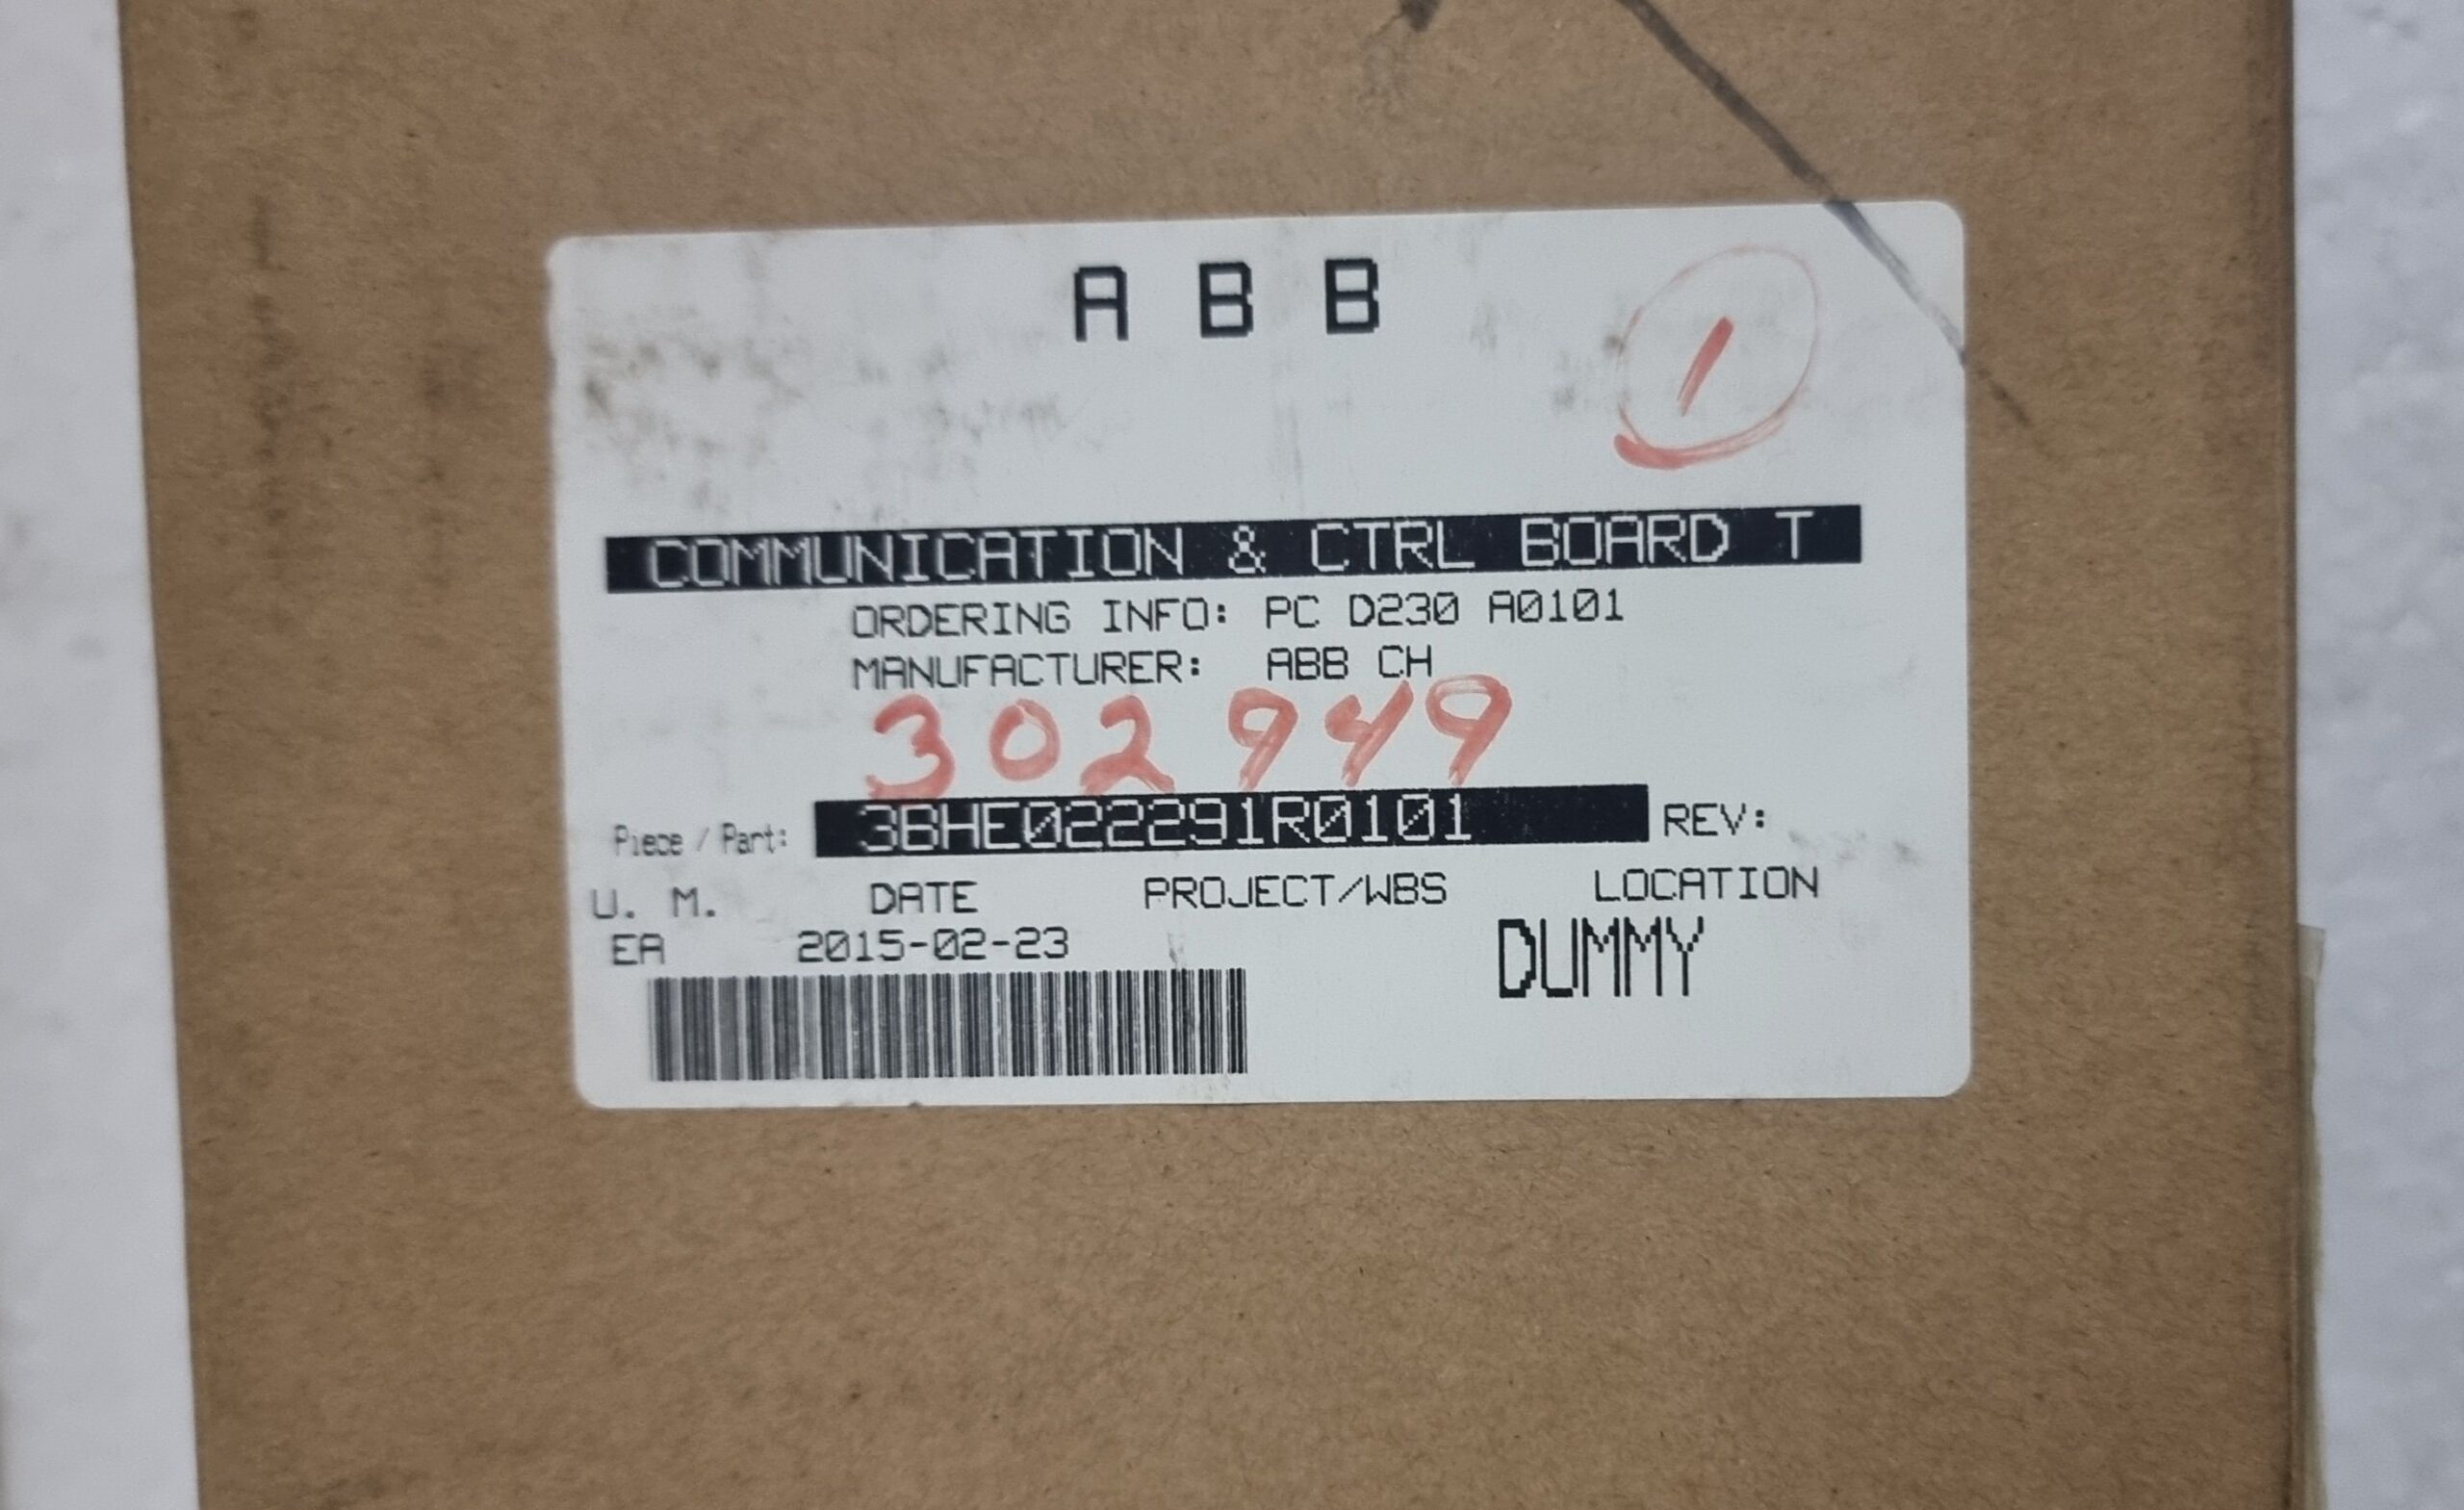 A B B
1
COMMUNICATION & CTRL BOARD T
ORDERING INFO: PC D230 A0101
MANUFACTURER: ABB CH
302949
Piece / Part: 3BHE022291R0101 REV:
U. M. DATE PROJECT/WBS LOCATION
EA 2015-02-23 DUMMY